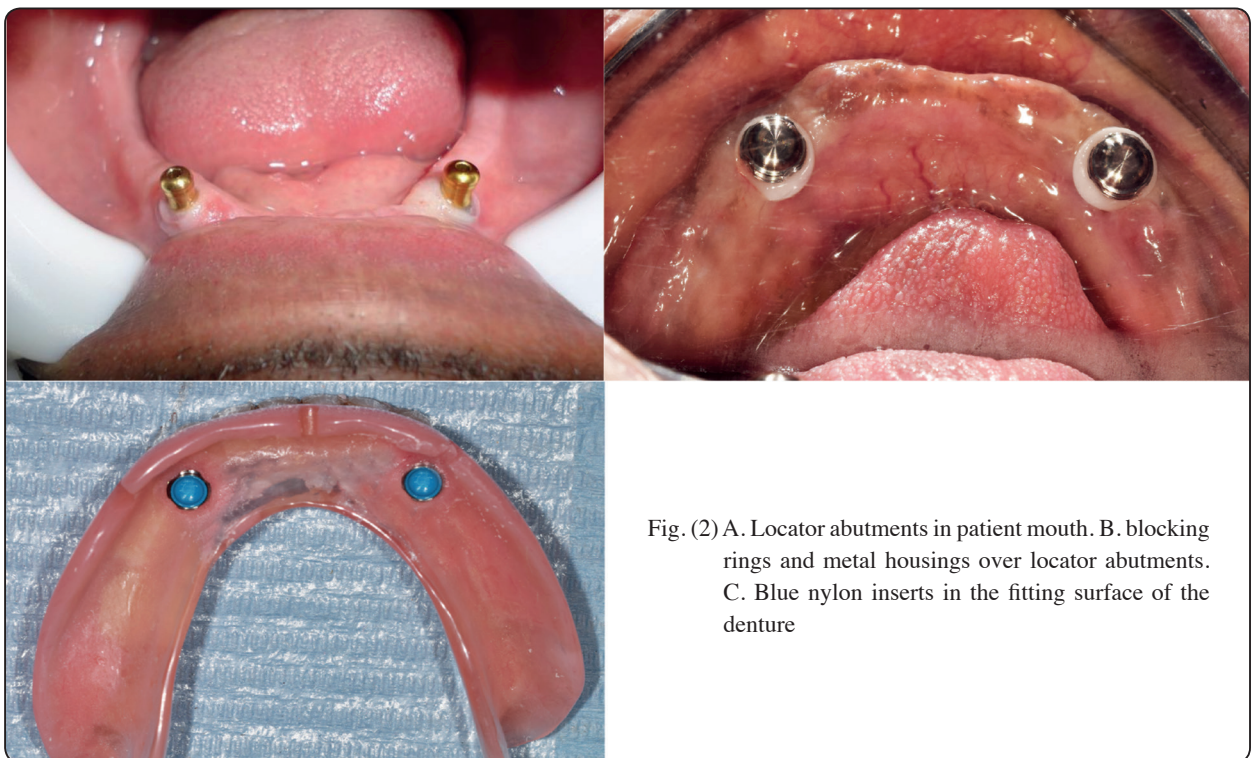 Fig. (2) A. Locator abutments in patient mouth. B. blocking
rings and metal housings over locator abutments.
C. Blue nylon inserts in the fitting surface of the
denture